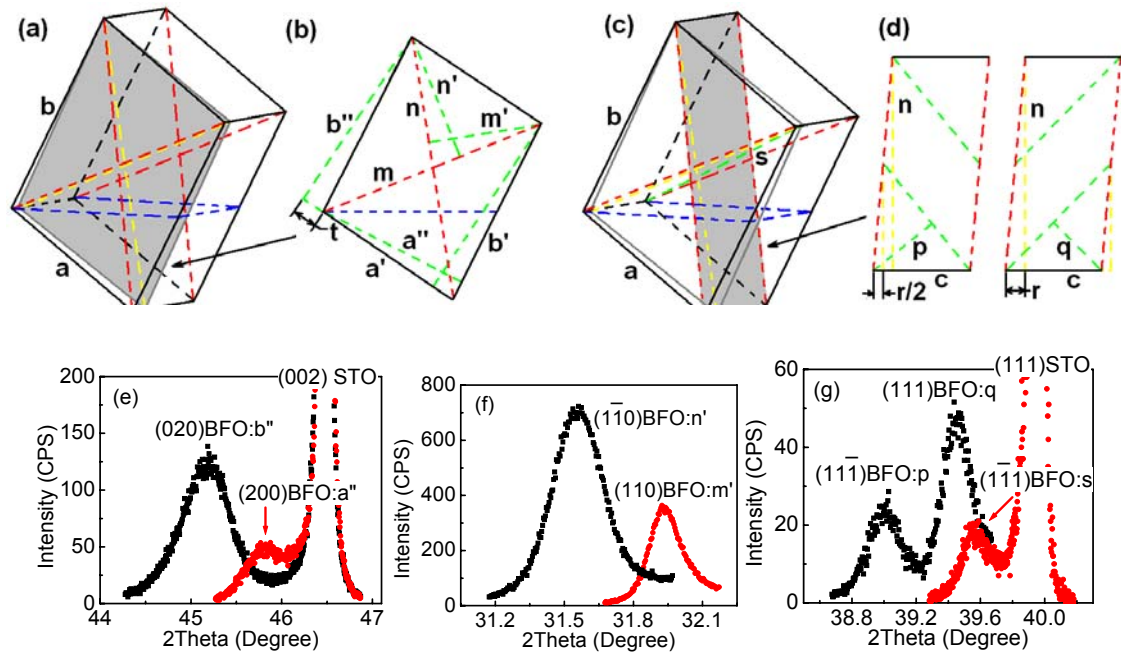 (a)
b
a
(b)
n
n'
m'
b"
m
t
a"
a'
b'
(c)
b
s
a
(d)
n
n
p
q
r/2
c
r
c
(e)
(002) STO
(020)BFO:b"
(200)BFO:a"
Intensity (CPS)
200
150
100
50
0
44
45
46
47
2Theta (Degree)
(f)
(11̅0)BFO:n'
(110)BFO:m'
Intensity (CPS)
800
600
400
200
0
31.2
31.5
31.8
32.1
2Theta (Degree)
(g)
(111)STO
(111)BFO:q
(111̅)BFO:p
(11̅1)BFO:s
Intensity (CPS)
60
40
20
0
38.8
39.2
39.6
40.0
2Theta (Degree)